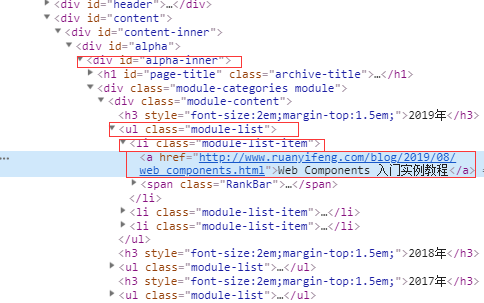 <div id="header">…</div>
<div id="content">
<div id="content-inner">
<div id="alpha">
<div id="alpha-inner">
<h1 id="page-title" class="archive-title">…</h1>
<div class="module-categories module">
<div class="module-content">
<h3 style="font-size:2em;margin-top:1.5em;">2019年</h3>
<ul class="module-list">
<li class="module-list-item">
<a href="http://www.ruanyifeng.com/blog/2019/08/
web_components.html">Web Components 入门实例教程</a>
<span class="RankBar">…</span>
</li>
<li class="module-list-item">…</li>
<li class="module-list-item">…</li>
</ul>
<h3 style="font-size:2em;margin-top:1.5em;">2018年</h3>
<ul class="module-list">…</ul>
<h3 style="font-size:2em;margin-top:1.5em;">2017年</h3>
<ul class="module-list">…</ul>